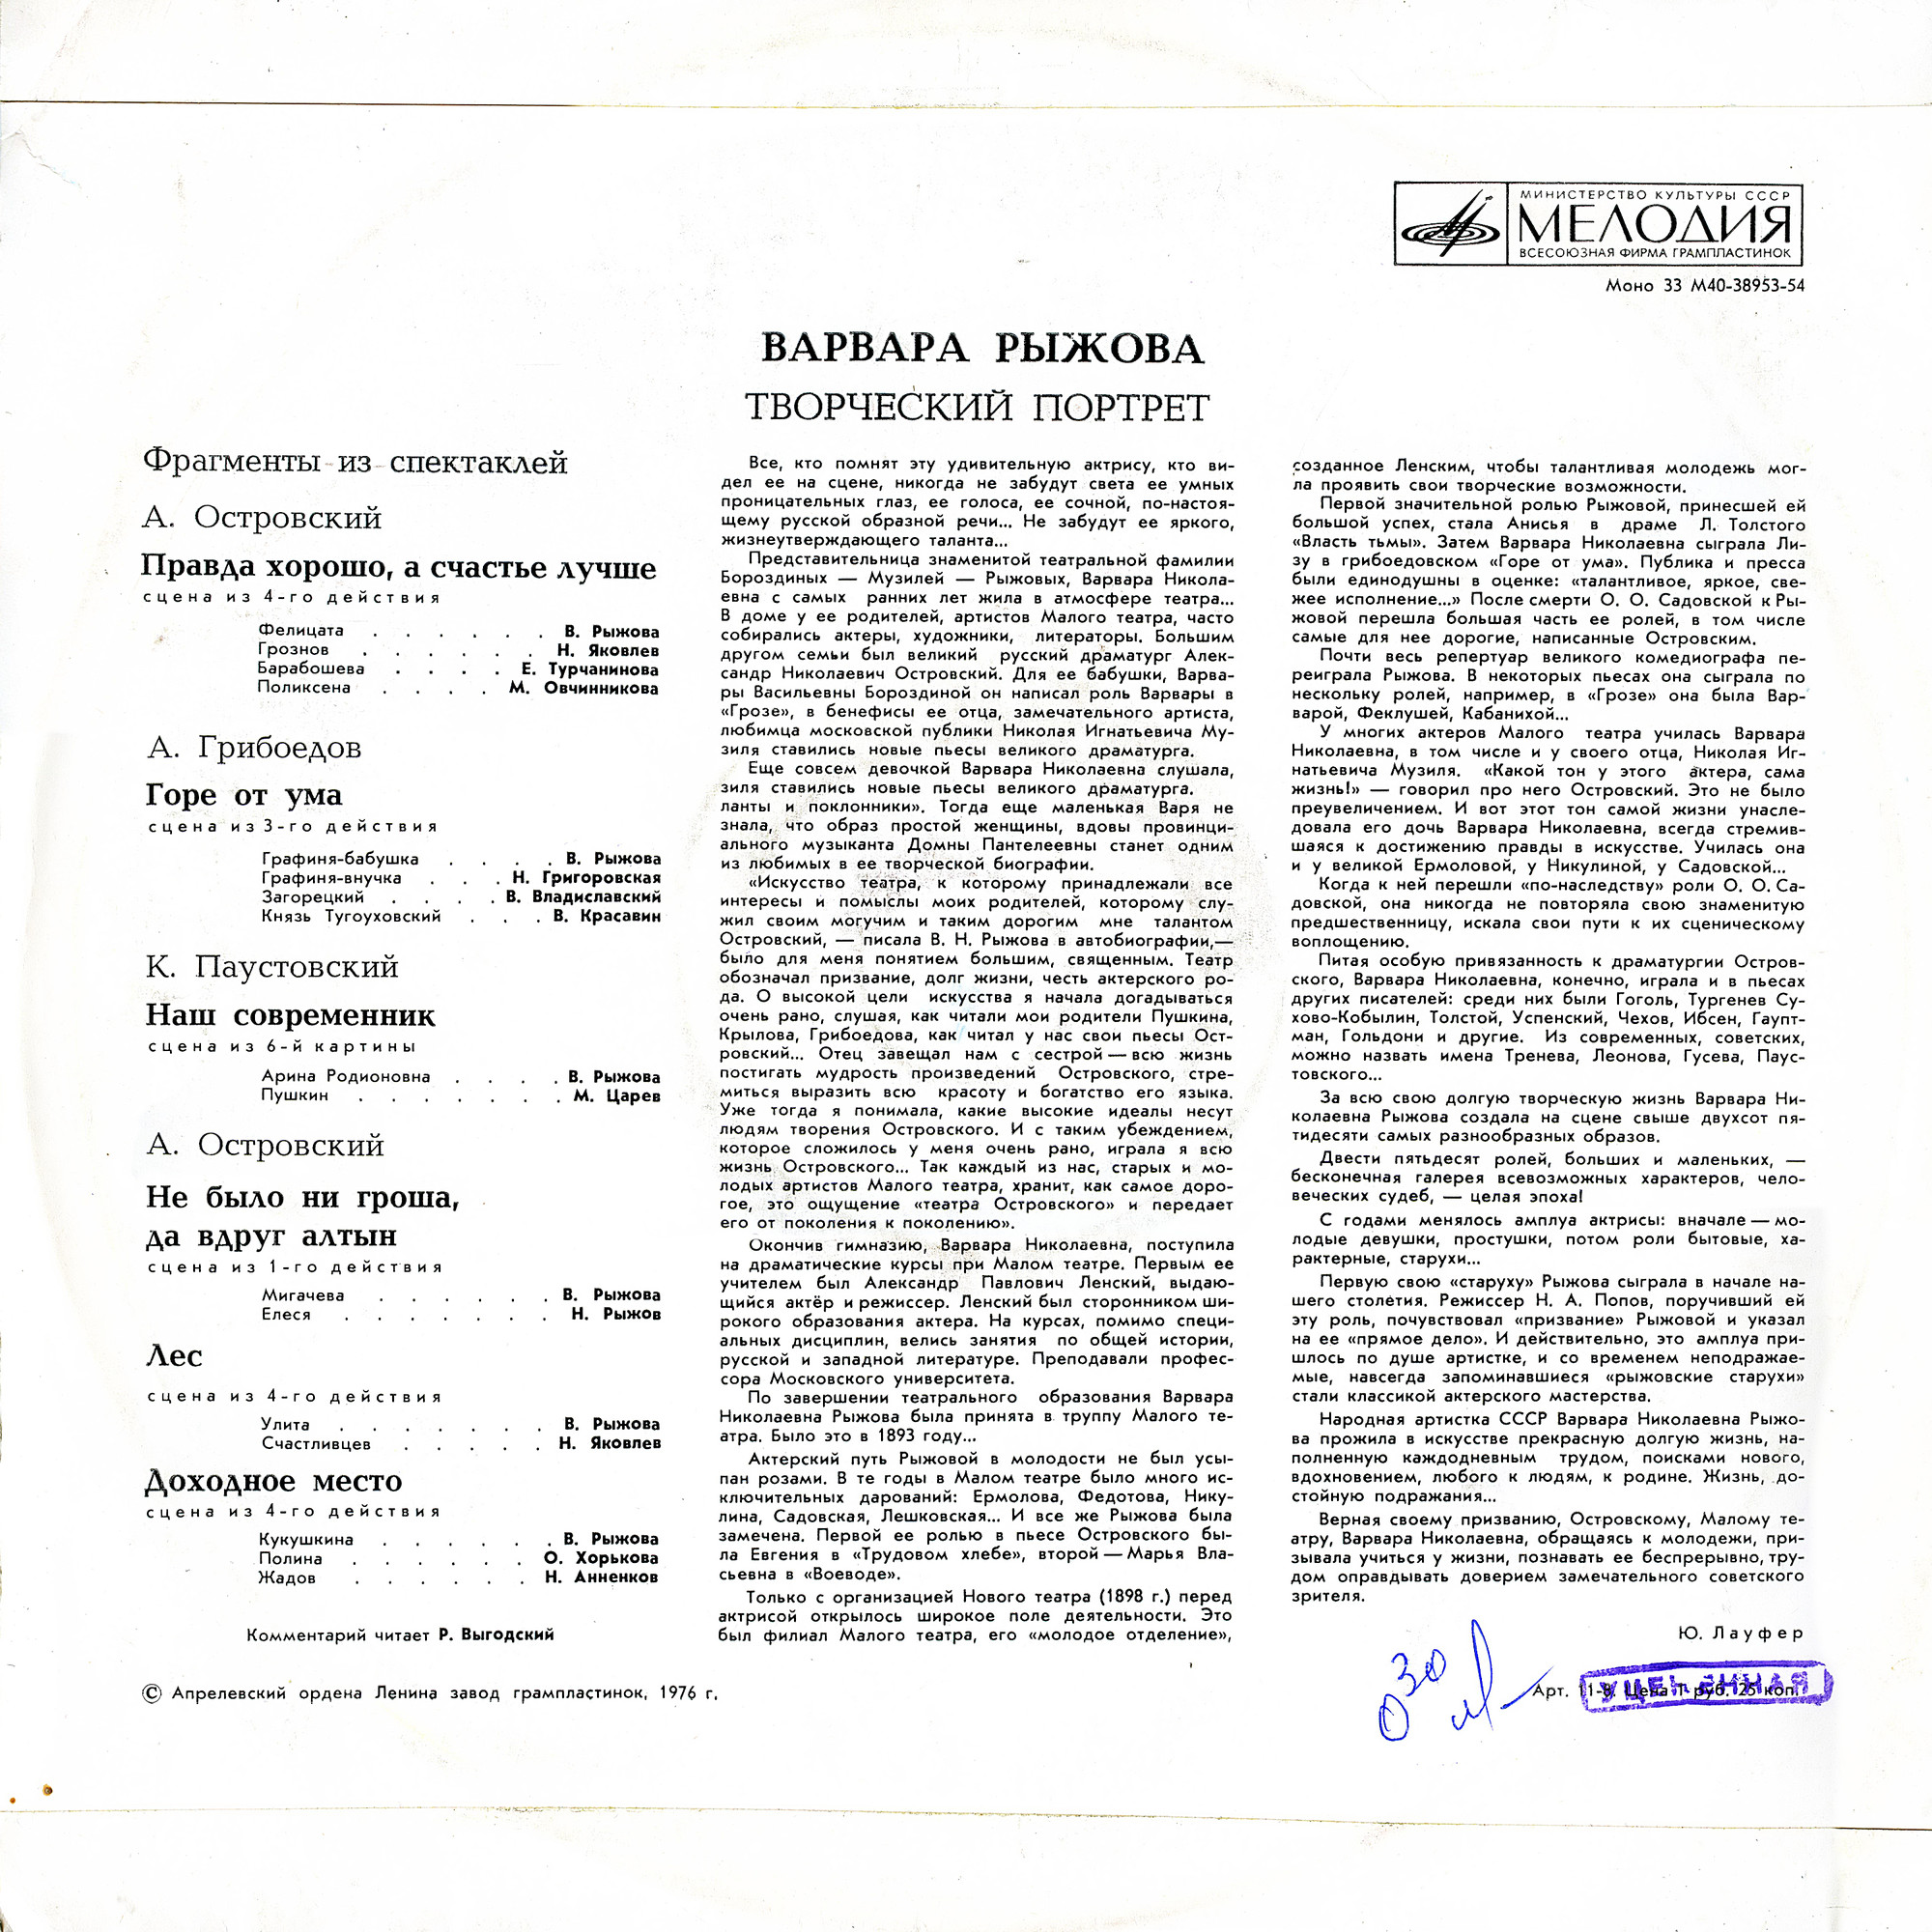 МИНИСТЕРСТВО КУЛЬТУРЫ СССР
МЕЛОДИЯ
ВСЕСОЮЗНАЯ ФИРМА ГРАМПЛАСТИНОК
Моно 33 М40-38953-54
ВАРВАРА РЫЖОВА
ТВОРЧЕСКИЙ ПОРТРЕТ
Фрагменты из спектаклей
А. Островский
Правда хорошо, а счастье лучше
сцена из 4-го действия
Фелицата . . . . . . В. Рыжова
Грознов . . . . . . Н. Яковлев
Барабошева . . . . Е. Турчанинова
Поликсена . . . . М. Овчинникова
А. Грибоедов
Горе от ума
сцена из 3-го действия
Графиня-бабушка . . . . В. Рыжова
Графиня-внучка . . . Н. Григоровская
Загорецкий . . . . В. Владиславский
Князь Тугоуховский . . . В. Красавин
К. Паустовский
Наш современник
сцена из 6-й картины
Арина Родионовна . . . . В. Рыжова
Пушкин . . . . . . . М. Царев
А. Островский
Не было ни гроша,
да вдруг алтын
сцена из 1-го действия
Мигачева . . . . . . В. Рыжова
Елеся . . . . . . . Н. Рыжов
Лес
сцена из 4-го действия
Улита . . . . . . . В. Рыжова
Счастливцев . . . . . Н. Яковлев
Доходное место
сцена из 4-го действия
Кукушкина . . . . . . В. Рыжова
Полина . . . . . . О. Хорькова
Жадов . . . . . . Н. Анненков
Комментарий читает Р. Выгодский
Все, кто помнят эту удивительную актрису, кто ви-
дел ее на сцене, никогда не забудут света ее умных
проницательных глаз, ее голоса, ее сочной, по-настоя-
щему русской образной речи... Не забудут ее яркого,
жизнеутверждающего таланта...
Представительница знаменитой театральной фамилии
Бороздиных — Музилей — Рыжовых, Варвара Никола-
евна с самых ранних лет жила в атмосфере театра...
В доме у ее родителей, артистов Малого театра, часто
собирались актеры, художники, литераторы. Большим
другом семьи был великий русский драматург Алек-
сандр Николаевич Островский. Для ее бабушки, Варва-
ры Васильевны Бороздиной он написал роль Варвары в
«Грозе», в бенефисы ее отца, замечательного артиста,
любимца московской публики Николая Игнатьевича Му-
зиля ставились новые пьесы великого драматурга.
Еще совсем девочкой Варвара Николаевна слушала,
зиля ставились новые пьесы великого драматурга.
ланты и поклонники». Тогда еще маленькая Варя не
знала, что образ простой женщины, вдовы провинци-
ального музыканта Домны Пантелеевны станет одним
из любимых в ее творческой биографии.
«Искусство театра, к которому принадлежали все
интересы и помыслы моих родителей, которому слу-
жил своим могучим и таким дорогим мне талантом
Островский, — писала В. Н. Рыжова в автобиографии,—
было для меня понятием большим, священным. Театр
обозначал призвание, долг жизни, честь актерского ро-
да. О высокой цели искусства я начала догадываться
очень рано, слушая, как читали мои родители Пушкина,
Крылова, Грибоедова, как читал у нас свои пьесы Ост-
ровский... Отец завещал нам с сестрой — всю жизнь
постигать мудрость произведений Островского, стре-
миться выразить всю красоту и богатство его языка.
Уже тогда я понимала, какие высокие идеалы несут
людям творения Островского. И с таким убеждением,
которое сложилось у меня очень рано, играла я всю
жизнь Островского... Так каждый из нас, старых и мо-
лодых артистов Малого театра, хранит, как самое доро-
гое, это ощущение «театра Островского» и передает
его от поколения к поколению».
Окончив гимназию, Варвара Николаевна, поступила
на драматические курсы при Малом театре. Первым ее
учителем был Александр Павлович Ленский, выдаю-
щийся актёр и режиссер. Ленский был сторонником ши-
рокого образования актера. На курсах, помимо специ-
альных дисциплин, велись занятия по общей истории,
русской и западной литературе. Преподавали профес-
сора Московского университета.
По завершении театрального образования Варвара
Николаевна Рыжова была принята в труппу Малого те-
атра. Было это в 1893 году...
Актерский путь Рыжовой в молодости не был усы-
пан розами. В те годы в Малом театре было много ис-
ключительных дарований: Ермолова, Федотова, Нику-
лина, Садовская, Лешковская... И все же Рыжова была
замечена. Первой ее ролью в пьесе Островского бы-
ла Евгения в «Трудовом хлебе», второй — Марья Вла-
сьевна в «Воеводе».
Только с организацией Нового театра (1898 г.) перед
актрисой открылось широкое поле деятельности. Это
был филиал Малого театра, его «молодое отделение»,
созданное Ленским, чтобы талантливая молодежь мог-
ла проявить свои творческие возможности.
Первой значительной ролью Рыжовой, принесшей ей
большой успех, стала Анисья в драме Л. Толстого
«Власть тьмы». Затем Варвара Николаевна сыграла Ли-
зу в грибоедовском «Горе от ума». Публика и пресса
были единодушны в оценке: «талантливое, яркое, све-
жее исполнение...» После смерти О. О. Садовской к Ры-
жовой перешла большая часть ее ролей, в том числе
самые для нее дорогие, написанные Островским.
Почти весь репертуар великого комедиографа пе-
реиграла Рыжова. В некоторых пьесах она сыграла по
нескольку ролей, например, в «Грозе» она была Вар-
варой, Феклушей, Кабанихой...
У многих актеров Малого театра училась Варвара
Николаевна, в том числе и у своего отца, Николая Иг-
натьевича Музиля. «Какой тон у этого актера, сама
жизнь!» — говорил про него Островский. Это не было
преувеличением. И вот этот тон самой жизни унасле-
довала его дочь Варвара Николаевна, всегда стремив-
шаяся к достижению правды в искусстве. Училась она
и у великой Ермоловой, у Никулиной, у Садовской...
Когда к ней перешли «по-наследству» роли О. О. Са-
довской, она никогда не повторяла свою знаменитую
предшественницу, искала свои пути к их сценическому
воплощению.
Питая особую привязанность к драматургии Остров-
ского, Варвара Николаевна, конечно, играла и в пьесах
других писателей: среди них были Гоголь, Тургенев Су-
хово-Кобылин, Толстой, Успенский, Чехов, Ибсен, Гаупт-
ман, Гольдони и другие. Из современных, советских,
можно назвать имена Тренева, Леонова, Гусева, Паус-
товского...
За всю свою долгую творческую жизнь Варвара Ни-
колаевна Рыжова создала на сцене свыше двухсот пя-
тидесяти самых разнообразных образов.
Двести пятьдесят ролей, больших и маленьких, —
бесконечная галерея всевозможных характеров, чело-
веческих судеб, — целая эпоха!
С годами менялось амплуа актрисы: вначале — мо-
лодые девушки, простушки, потом роли бытовые, ха-
рактерные, старухи...
Первую свою «старуху» Рыжова сыграла в начале на-
шего столетия. Режиссер Н. А. Попов, поручивший ей
эту роль, почувствовал «призвание» Рыжовой и указал
на ее «прямое дело». И действительно, это амплуа при-
шлось по душе артистке, и со временем неподражае-
мые, навсегда запоминавшиеся «рыжовские старухи»
стали классикой актерского мастерства.
Народная артистка СССР Варвара Николаевна Рыжо-
ва прожила в искусстве прекрасную долгую жизнь, на-
полненную каждодневным трудом, поисками нового,
вдохновением, любого к людям, к родине. Жизнь, до-
стойную подражания...
Верная своему призванию, Островскому, Малому те-
атру, Варвара Николаевна, обращаясь к молодежи, при-
зывала учиться у жизни, познавать ее беспрерывно, тру-
дом оправдывать доверием замечательного советского
зрителя.
Ю. Лауфер
© Апрелевский ордена Ленина завод грампластинок, 1976 г.
Арт. 11-8. Цена 1 руб. 25 коп.
УЦЕНЕННАЯ
0 30